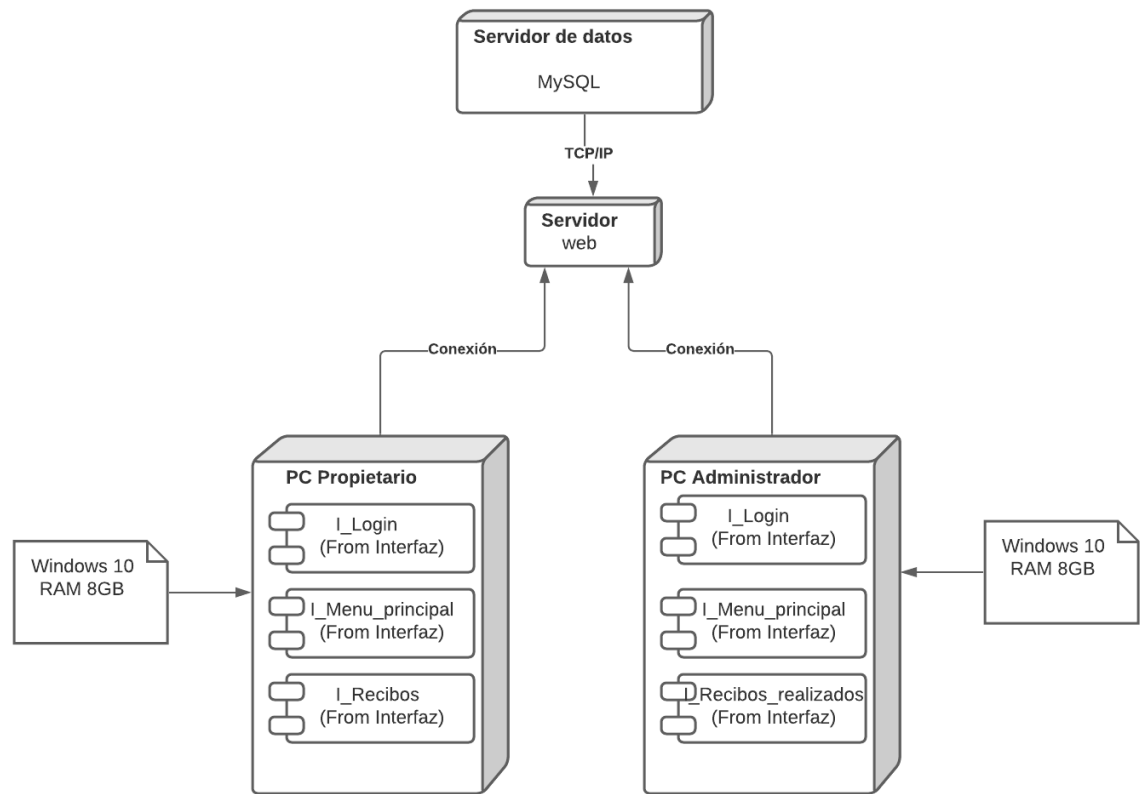 Servidor de datos
MySQL
TCP/IP
Servidor
web
Conexión
Conexión
PC Propietario
I_Login
(From Interfaz)
I_Menu_principal
(From Interfaz)
I_Recibos
(From Interfaz)
Windows 10
RAM 8GB
PC Administrador
I_Login
(From Interfaz)
I_Menu_principal
(From Interfaz)
I_Recibos_realizados
(From Interfaz)
Windows 10
RAM 8GB